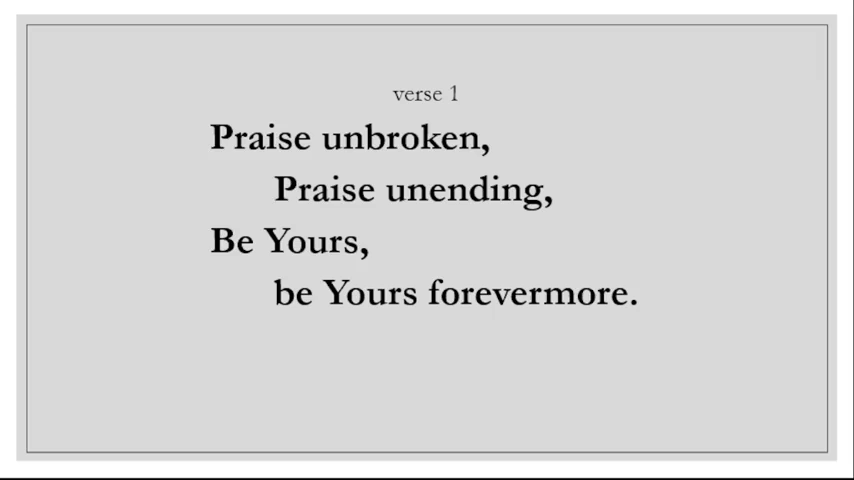 verse 1
Praise unbroken,
Praise unending,
Be Yours,
be Yours forevermore.